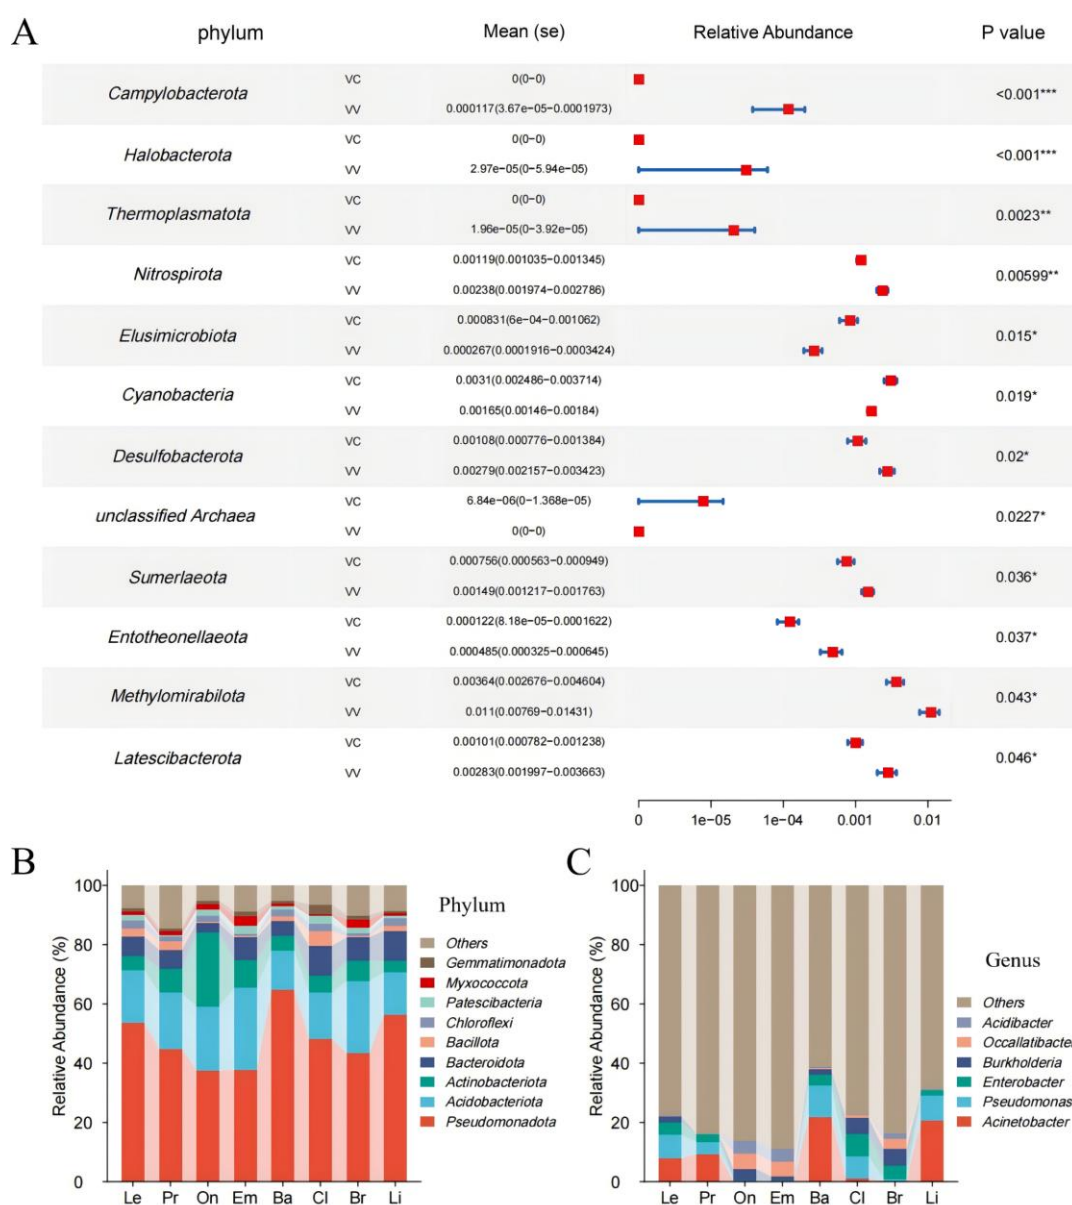 A
phylum Mean (se) Relative Abundance P value
Campylobacterota VC 0(0−0) <0.001***
VV 0.000117(3.67e−05−0.0001973)
Halobacterota VC 0(0−0) <0.001***
VV 2.97e−05(0−5.94e−05)
Thermoplasmatota VC 0(0−0) 0.0023**
VV 1.96e−05(0−3.92e−05)
Nitrospirota VC 0.00119(0.001035−0.001345) 0.00599**
VV 0.00238(0.001974−0.002786)
Elusimicrobiota VC 0.000831(6e−04−0.001062) 0.015*
VV 0.000267(0.0001916−0.0003424)
Cyanobacteria VC 0.0031(0.002486−0.003714) 0.019*
VV 0.00165(0.00146−0.00184)
Desulfobacterota VC 0.00108(0.000776−0.001384) 0.02*
VV 0.00279(0.002157−0.003423)
unclassified Archaea VC 6.84e−06(0−1.368e−05) 0.0227*
VV 0(0−0)
Sumerlaeota VC 0.000756(0.000563−0.000949) 0.036*
VV 0.00149(0.001217−0.001763)
Entotheonellaeota VC 0.000122(8.18e−05−0.0001622) 0.037*
VV 0.000485(0.000325−0.000645)
Methylomirabilota VC 0.00364(0.002676−0.004604) 0.043*
VV 0.011(0.00769−0.01431)
Latescibacterota VC 0.00101(0.000782−0.001238) 0.046*
VV 0.00283(0.001997−0.003663)
0 1e−05 1e−04 0.001 0.01
B
Relative Abundance (%)
100
80
60
40
20
0
Le Pr On Em Ba Cl Br Li
Phylum
Others
Gemmatimonadota
Myxococcota
Patescibacteria
Chloroflexi
Bacillota
Bacteroidota
Actinobacteriota
Acidobacteriota
Pseudomonadota
C
Relative Abundance (%)
100
80
60
40
20
0
Le Pr On Em Ba Cl Br Li
Genus
Others
Acidibacter
Occallatibacter
Burkholderia
Enterobacter
Pseudomonas
Acinetobacter